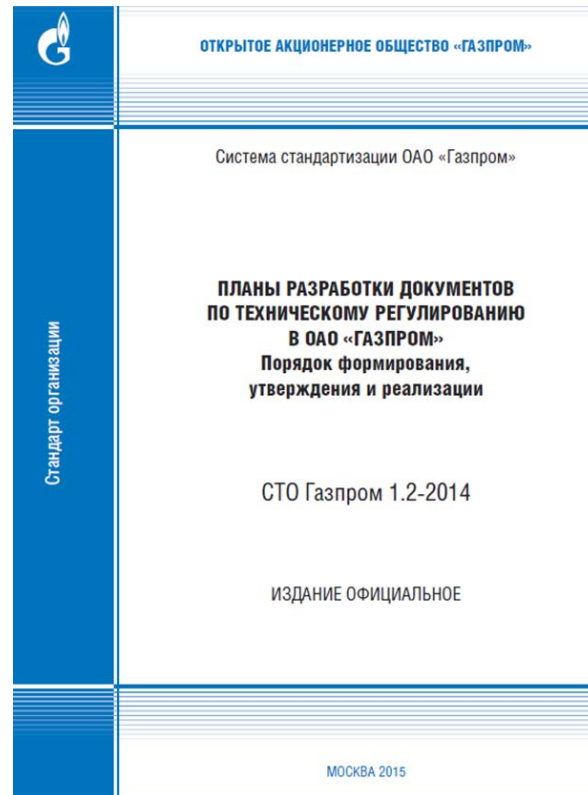 ОТКРЫТОЕ АКЦИОНЕРНОЕ ОБЩЕСТВО «ГАЗПРОМ»
Система стандартизации ОАО «Газпром»
ПЛАНЫ РАЗРАБОТКИ ДОКУМЕНТОВ
ПО ТЕХНИЧЕСКОМУ РЕГУЛИРОВАНИЮ
В ОАО «ГАЗПРОМ»
Порядок формирования,
утверждения и реализации
Стандарт организации
СТО Газпром 1.2-2014
ИЗДАНИЕ ОФИЦИАЛЬНОЕ
МОСКВА 2015